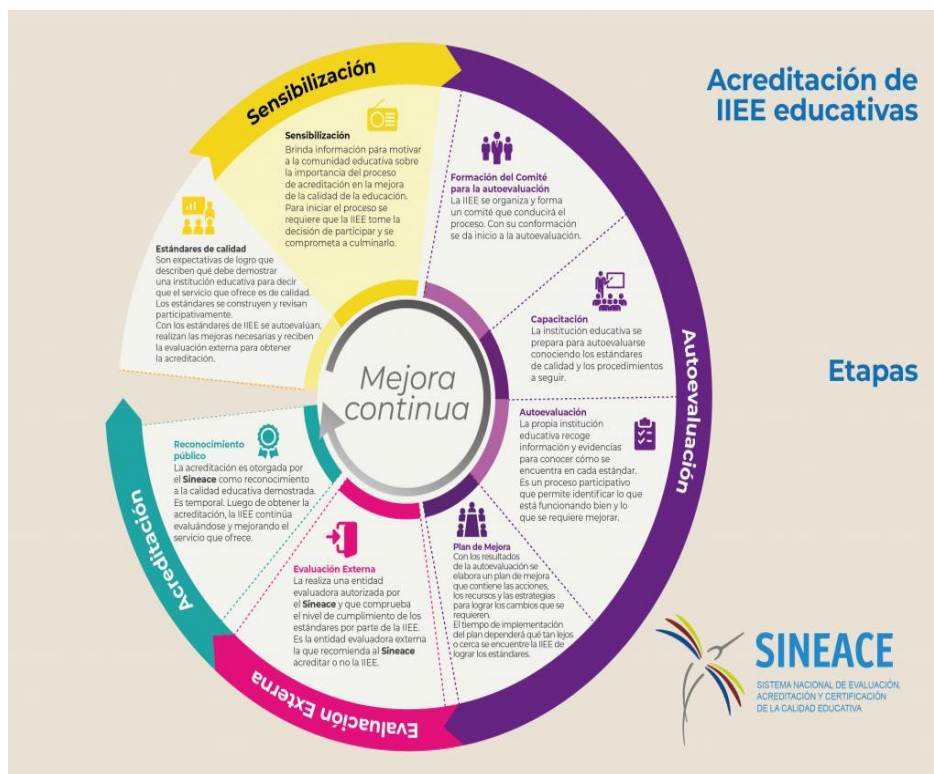 Acreditación de
IIEE educativas
Etapas
Sensibilización
Sensibilización
Brinda información para motivar
a la comunidad educativa sobre
la importancia del proceso
de acreditación en la mejora
de la calidad de la educación.
Para iniciar el proceso se
requiere que la IIEE tome la
decisión de participar y se
comprometa a culminarlo.
Estándares de calidad
Son expectativas de logro que
describen qué debe demostrar
una institución educativa para decir
que el servicio que ofrece es de calidad.
Los estándares se construyen y revisan
participativamente.
Con los estándares de IIEE se autoevalúan,
realizan las mejoras necesarias y reciben
la evaluación externa para obtener
la acreditación.
Autoevaluación
Formación del Comité
para la autoevaluación
La IIEE se organiza y forma
un comité que conducirá el
proceso. Con su conformación
se da inicio a la autoevaluación.
Capacitación
La institución educativa se
prepara para autoevaluarse
conociendo los estándares
de calidad y los procedimientos
a seguir.
Autoevaluación
La propia institución
educativa recoge
información y evidencias
para conocer cómo se
encuentra en cada estándar.
Es un proceso participativo
que permite identificar lo que
está funcionando bien y lo
que se requiere mejorar.
Plan de Mejora
Con los resultados
de la autoevaluación se
elabora un plan de mejora
que contiene las acciones,
los recursos y las estrategias
para lograr los cambios que se
requieren.
El tiempo de implementación
del plan dependerá qué tan lejos
o cerca se encuentre la IIEE de
lograr los estándares.
Evaluación Externa
Evaluación Externa
La realiza una entidad
evaluadora autorizada por
el Sineace y que comprueba
el nivel de cumplimiento de los
estándares por parte de la IIEE.
Es la entidad evaluadora externa
la que recomienda al Sineace
acreditar o no la IIEE.
Acreditación
Reconocimiento
público
La acreditación es otorgada por
el Sineace como reconocimiento
a la calidad educativa demostrada.
Es temporal. Luego de obtener la
acreditación, la IIEE continúa
evaluándose y mejorando el
servicio que ofrece.
Mejora
continua
SINEACE
SISTEMA NACIONAL DE EVALUACIÓN,
ACREDITACIÓN Y CERTIFICACIÓN
DE LA CALIDAD EDUCATIVA